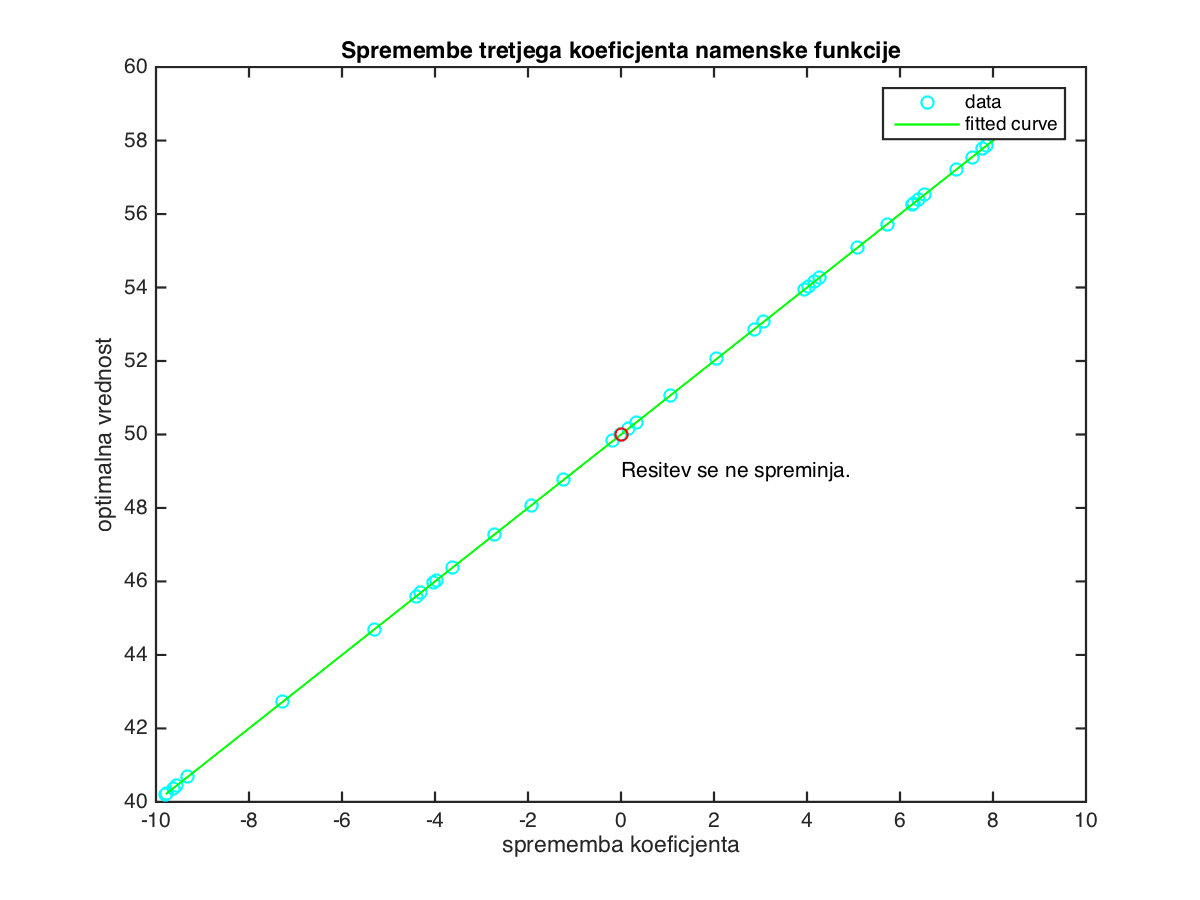 Spremembe tretjega koeficjenta namenske funkcije
60
58
56
54
52
50
48
46
44
42
40
optimalna vrednost
data
fitted curve
Resitev se ne spreminja.
-10 -8 -6 -4 -2 0 2 4 6 8 10
sprememba koeficjenta